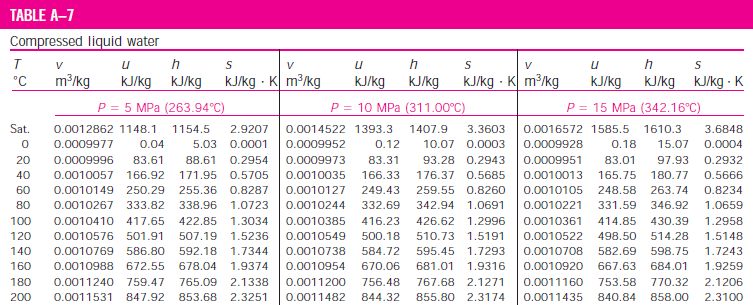 TABLE A–7
Compressed liquid water
T v u h s v u h s v u h s
°C m³/kg kJ/kg kJ/kg kJ/kg · K m³/kg kJ/kg kJ/kg kJ/kg · K m³/kg kJ/kg kJ/kg kJ/kg · K
P = 5 MPa (263.94°C) P = 10 MPa (311.00°C) P = 15 MPa (342.16°C)
Sat. 0.0012862 1148.1 1154.5 2.9207 0.0014522 1393.3 1407.9 3.3603 0.0016572 1585.5 1610.3 3.6848
0 0.0009977 0.04 5.03 0.0001 0.0009952 0.12 10.07 0.0003 0.0009928 0.18 15.07 0.0004
20 0.0009996 83.61 88.61 0.2954 0.0009973 83.31 93.28 0.2943 0.0009951 83.01 97.93 0.2932
40 0.0010057 166.92 171.95 0.5705 0.0010035 166.33 176.37 0.5685 0.0010013 165.75 180.77 0.5666
60 0.0010149 250.29 255.36 0.8287 0.0010127 249.43 259.55 0.8260 0.0010105 248.58 263.74 0.8234
80 0.0010267 333.82 338.96 1.0723 0.0010244 332.69 342.94 1.0691 0.0010221 331.59 346.92 1.0659
100 0.0010410 417.65 422.85 1.3034 0.0010385 416.23 426.62 1.2996 0.0010361 414.85 430.39 1.2958
120 0.0010576 501.91 507.19 1.5236 0.0010549 500.18 510.73 1.5191 0.0010522 498.50 514.28 1.5148
140 0.0010769 586.80 592.18 1.7344 0.0010738 584.72 595.45 1.7293 0.0010708 582.69 598.75 1.7243
160 0.0010988 672.55 678.04 1.9374 0.0010954 670.06 681.01 1.9316 0.0010920 667.63 684.01 1.9259
180 0.0011240 759.47 765.09 2.1338 0.0011200 756.48 767.68 2.1271 0.0011160 753.58 770.32 2.1206
200 0.0011531 847.92 853.68 2.3251 0.0011482 844.32 855.80 2.3174 0.0011435 840.84 858.00 2.3100